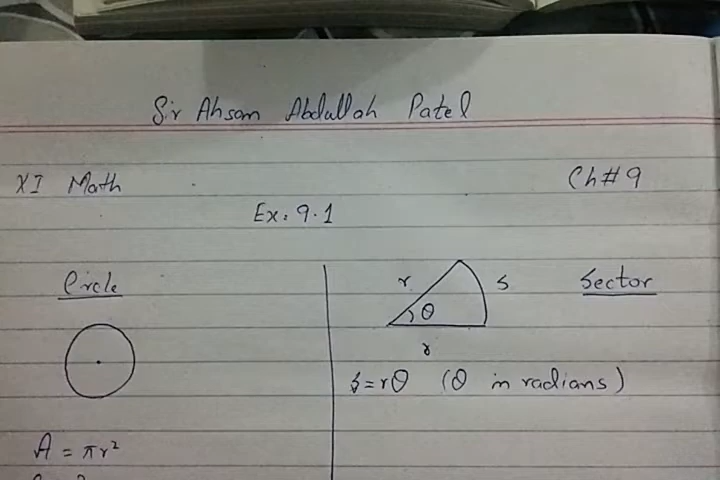 Sir Ahsan Abdullah Patel
XI Math
Ch# 9
Ex. 9.1
Circle
A = πr²
Sector
r
s
θ
r
s = rθ (θ in radians)